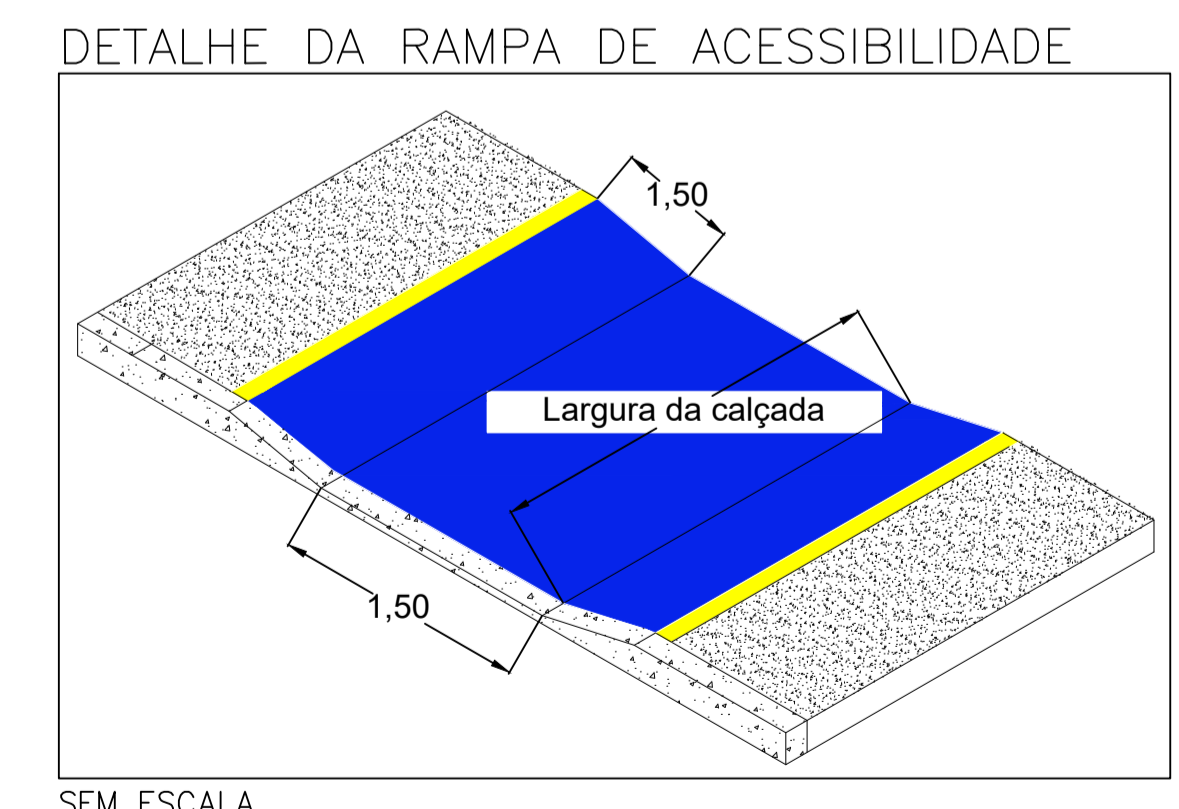 DETALHE DA RAMPA DE ACESSIBILIDADE
1,50
Largura da calçada
1,50
SEM ESCALA